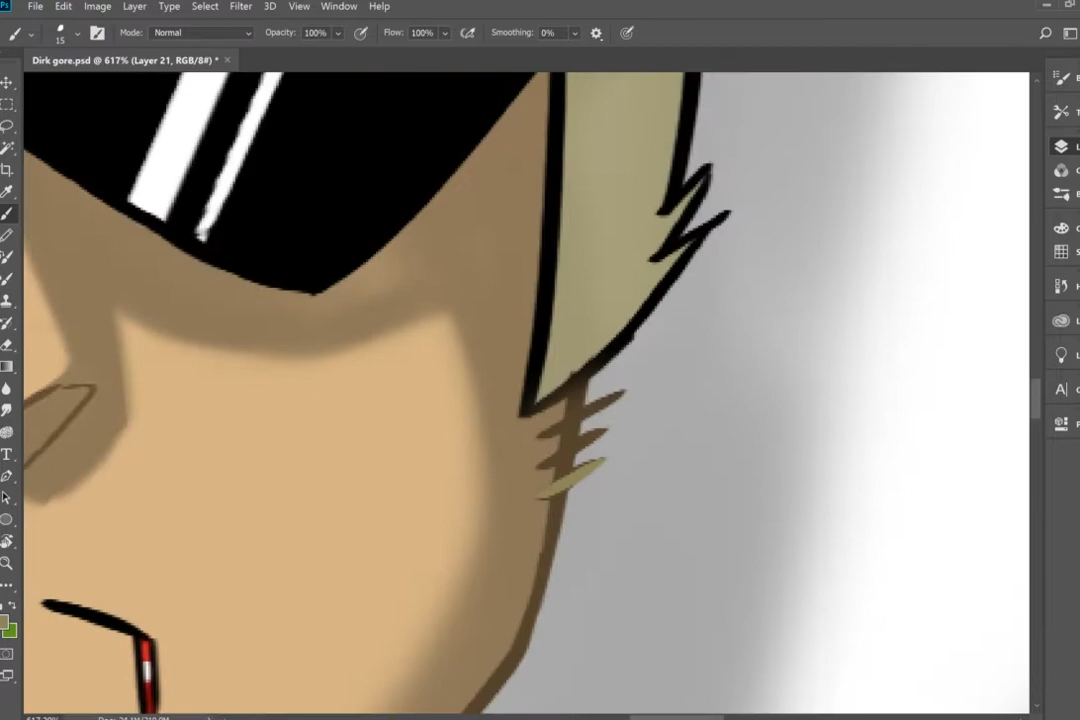 Ps File Edit Image Layer Type Select Filter 3D View Window Help
15 Mode: Normal Opacity: 100% Flow: 100% Smoothing: 0%
Dirk gore.psd @ 617% (Layer 21, RGB/8#) * ×